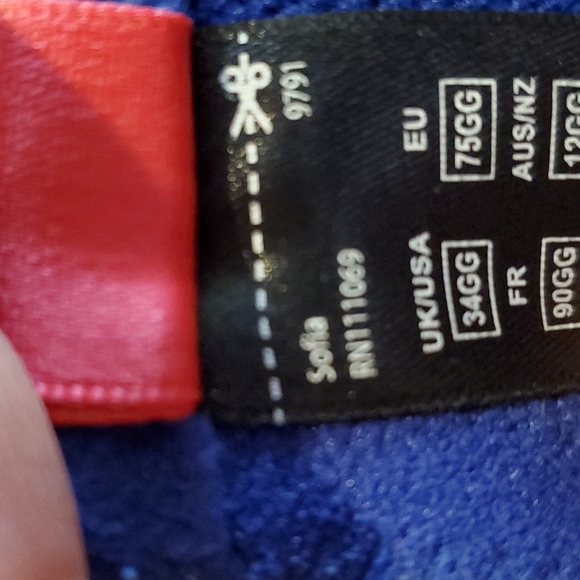 9791
Sofia
RN111069
UK/USA EU
34GG 75GG
FR AUS/NZ
90GG 12GG